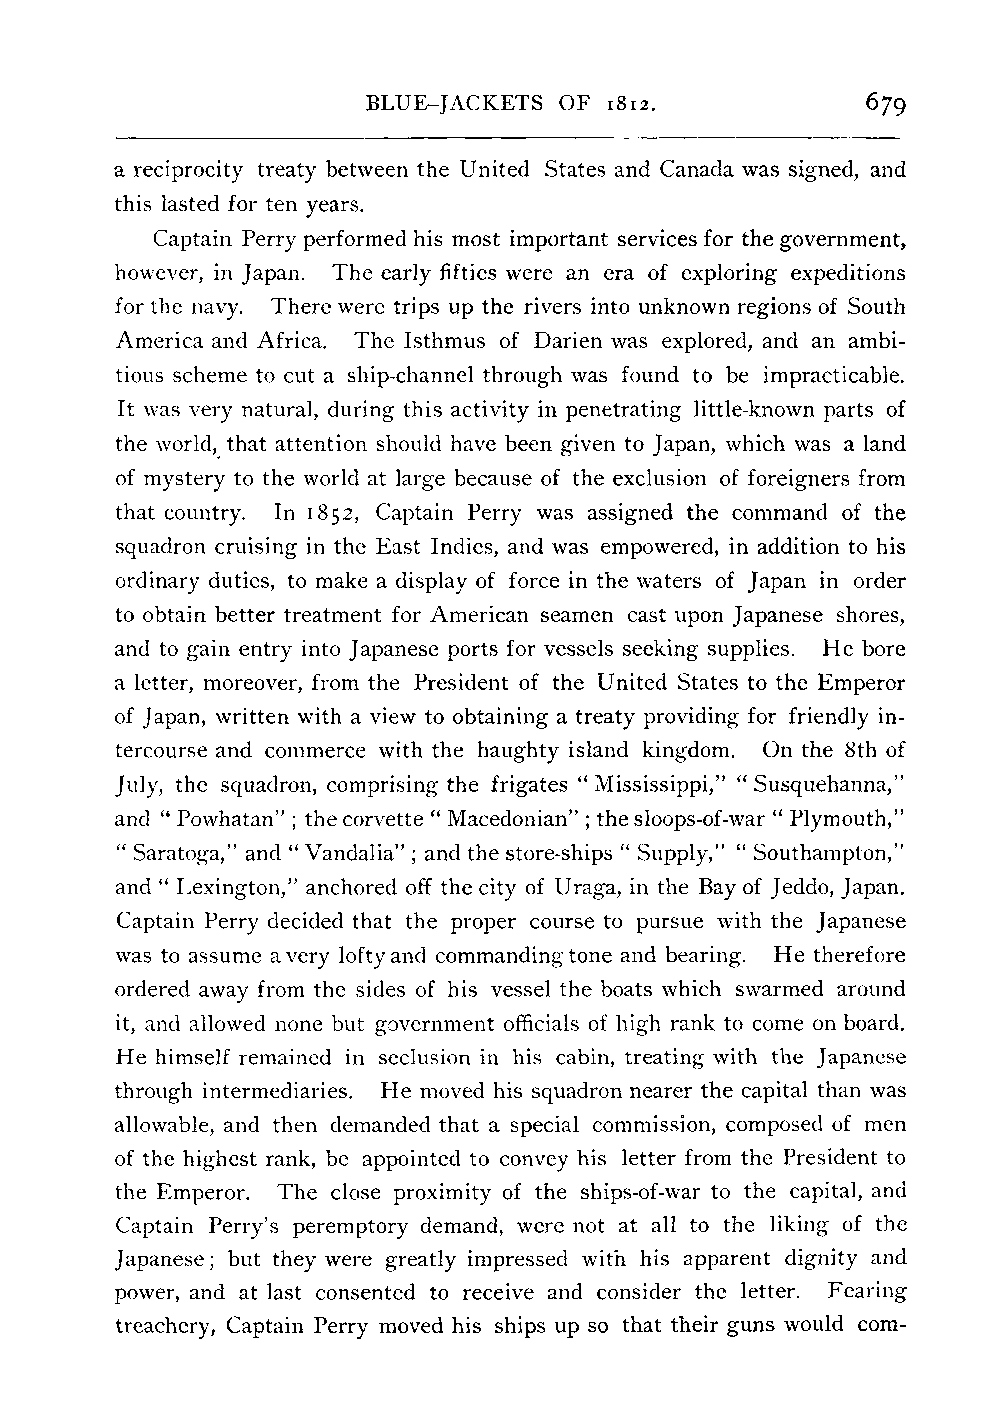 BLUE-JACKETS OF 1812. 679
a reciprocity treaty between the United States and Canada was signed, and
this lasted for ten years.
Captain Perry performed his most important services for the government,
however, in Japan. The early fifties were an era of exploring expeditions
for the navy. There were trips up the rivers into unknown regions of South
America and Africa. The Isthmus of Darien was explored, and an ambi-
tious scheme to cut a ship-channel through was found to be impracticable.
It was very natural, during this activity in penetrating little-known parts of
the world, that attention should have been given to Japan, which was a land
of mystery to the world at large because of the exclusion of foreigners from
that country. In 1852, Captain Perry was assigned the command of the
squadron cruising in the East Indies, and was empowered, in addition to his
ordinary duties, to make a display of force in the waters of Japan in order
to obtain better treatment for American seamen cast upon Japanese shores,
and to gain entry into Japanese ports for vessels seeking supplies. He bore
a letter, moreover, from the President of the United States to the Emperor
of Japan, written with a view to obtaining a treaty providing for friendly in-
tercourse and commerce with the haughty island kingdom. On the 8th of
July, the squadron, comprising the frigates "Mississippi," "Susquehanna,"
and "Powhatan"; the corvette "Macedonian"; the sloops-of-war "Plymouth,"
"Saratoga," and "Vandalia"; and the store-ships "Supply," "Southampton,"
and "Lexington," anchored off the city of Uraga, in the Bay of Jeddo, Japan.
Captain Perry decided that the proper course to pursue with the Japanese
was to assume a very lofty and commanding tone and bearing. He therefore
ordered away from the sides of his vessel the boats which swarmed around
it, and allowed none but government officials of high rank to come on board.
He himself remained in seclusion in his cabin, treating with the Japanese
through intermediaries. He moved his squadron nearer the capital than was
allowable, and then demanded that a special commission, composed of men
of the highest rank, be appointed to convey his letter from the President to
the Emperor. The close proximity of the ships-of-war to the capital, and
Captain Perry's peremptory demand, were not at all to the liking of the
Japanese; but they were greatly impressed with his apparent dignity and
power, and at last consented to receive and consider the letter. Fearing
treachery, Captain Perry moved his ships up so that their guns would com-